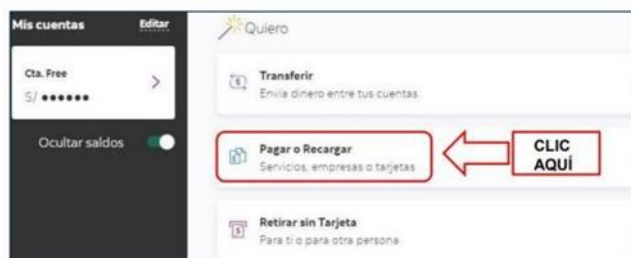 Mis cuentas Editar
Cta. Free
S/ ••••••
Ocultar saldos
Quiero
Transferir
Envía dinero entre tus cuentas
Pagar o Recargar
Servicios, empresas o tarjetas
CLIC
AQUÍ
Retirar sin Tarjeta
Para ti o para otra persona